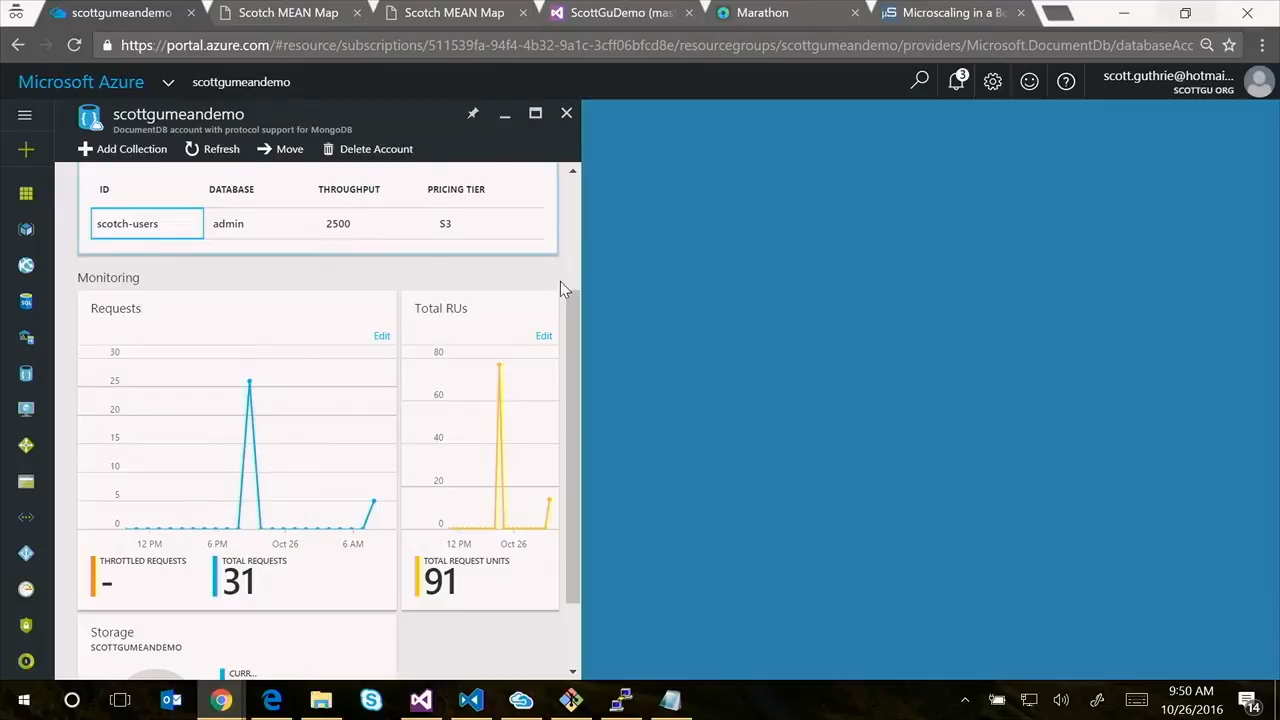 scottgumeandemo
Scotch MEAN Map
Scotch MEAN Map
ScottGuDemo (mas
Marathon
Microscaling in a Bo
https://portal.azure.com/#resource/subscriptions/511539fa-94f4-4b32-9a1c-3cff06bfcd8e/resourcegroups/scottgumeandemo/providers/Microsoft.DocumentDb/databaseAcc
Microsoft Azure
scottgumeandemo
3
scott.guthrie@hotmai...
SCOTTGU ORG
scottgumeandemo
DocumentDB account with protocol support for MongoDB
Add Collection
Refresh
Move
Delete Account
ID DATABASE THROUGHPUT PRICING TIER
scotch-users admin 2500 S3
Monitoring
Requests
Edit
30
25
20
15
10
5
0
12 PM 6 PM Oct 26 6 AM
THROTTLED REQUESTS
-
TOTAL REQUESTS
31
Total RUs
Edit
80
60
40
20
0
12 PM Oct 26
TOTAL REQUEST UNITS
91
Storage
SCOTTGUMEANDEMO
CURR...
SQL
9:50 AM
10/26/2016
14